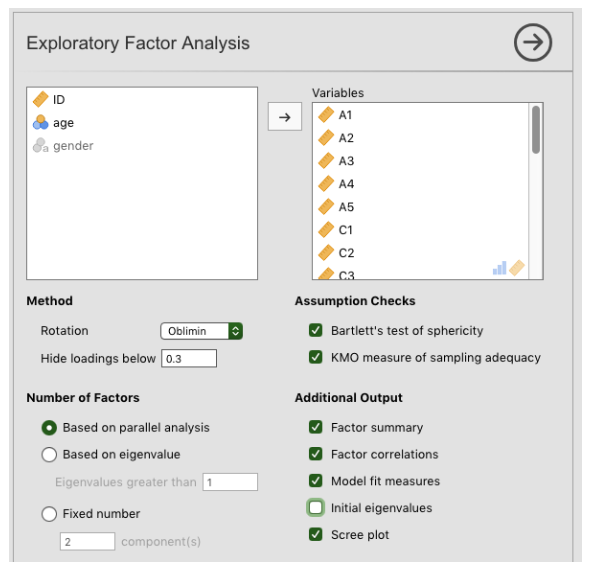 Exploratory Factor Analysis
ID
age
gender
Variables
A1
A2
A3
A4
A5
C1
C2
C3
Method
Rotation Oblimin
Hide loadings below 0.3
Assumption Checks
Bartlett's test of sphericity
KMO measure of sampling adequacy
Number of Factors
Based on parallel analysis
Based on eigenvalue
Eigenvalues greater than 1
Fixed number
2 component(s)
Additional Output
Factor summary
Factor correlations
Model fit measures
Initial eigenvalues
Scree plot